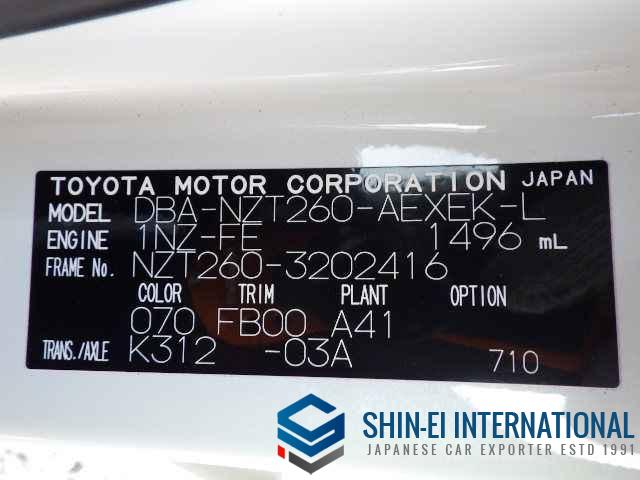 TOYOTA MOTOR CORPORATION JAPAN
MODEL DBA-NZT260-AEXEK-L
ENGINE 1NZ-FE 1496 mL
FRAME No. NZT260-3202416
COLOR TRIM PLANT OPTION
070 FB00 A41
TRANS./AXLE K312 -03A 710
SHIN-EI INTERNATIONAL
JAPANESE CAR EXPORTER ESTD 1991